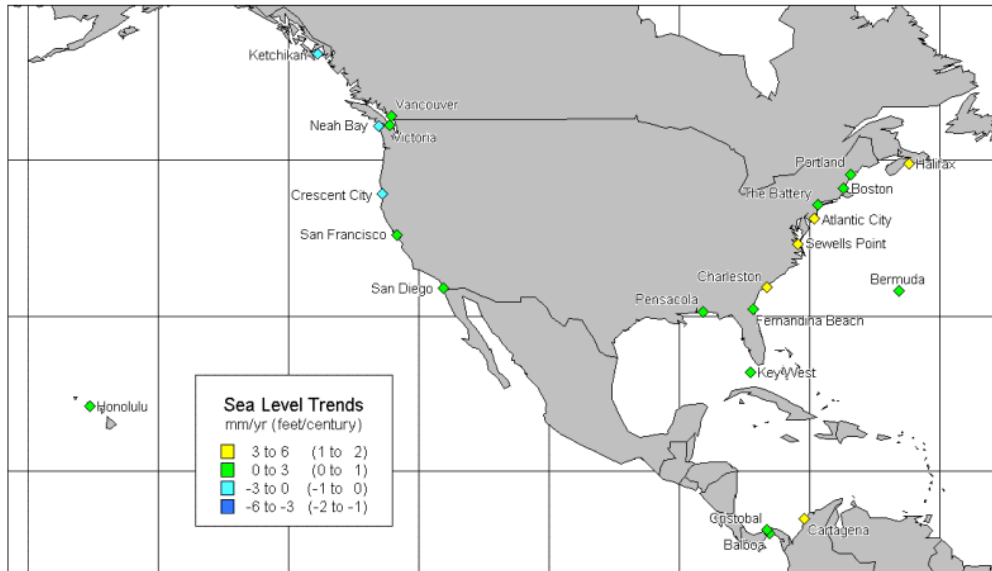 Ketchikan
Vancouver
Neah Bay
Victoria
Portland
Halifax
Crescent City
The Battery
Boston
Atlantic City
San Francisco
Sewells Point
Charleston
Bermuda
San Diego
Pensacola
Fernandina Beach
Key West
Honolulu
Sea Level Trends
mm/yr (feet/century)
3 to 6 (1 to 2)
0 to 3 (0 to 1)
-3 to 0 (-1 to 0)
-6 to -3 (-2 to -1)
Cristobal
Cartagena
Balboa